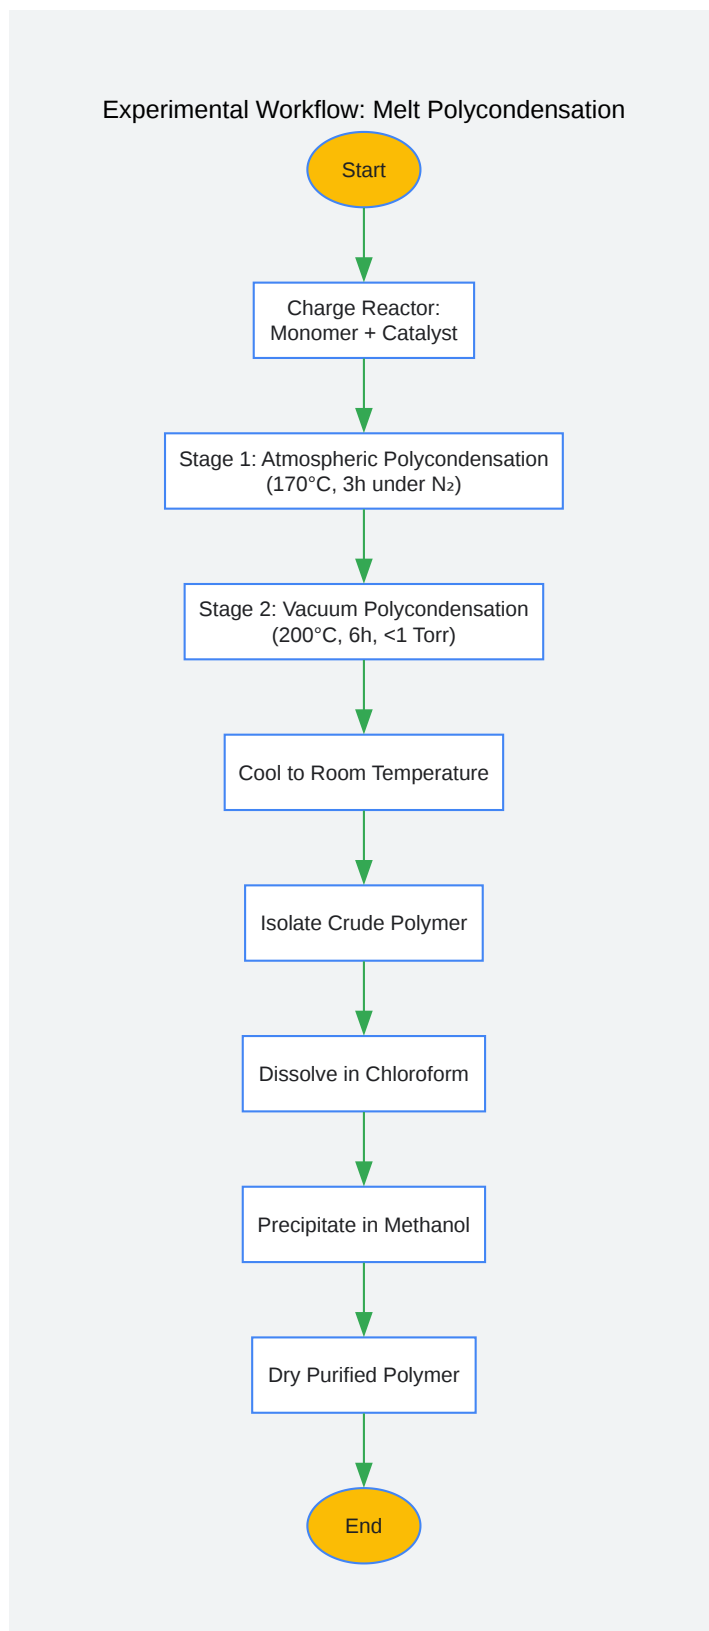 Experimental Workflow: Melt Polycondensation
Start
Charge Reactor:
Monomer + Catalyst
Stage 1: Atmospheric Polycondensation
(170°C, 3h under N₂)
Stage 2: Vacuum Polycondensation
(200°C, 6h, <1 Torr)
Cool to Room Temperature
Isolate Crude Polymer
Dissolve in Chloroform
Precipitate in Methanol
Dry Purified Polymer
End